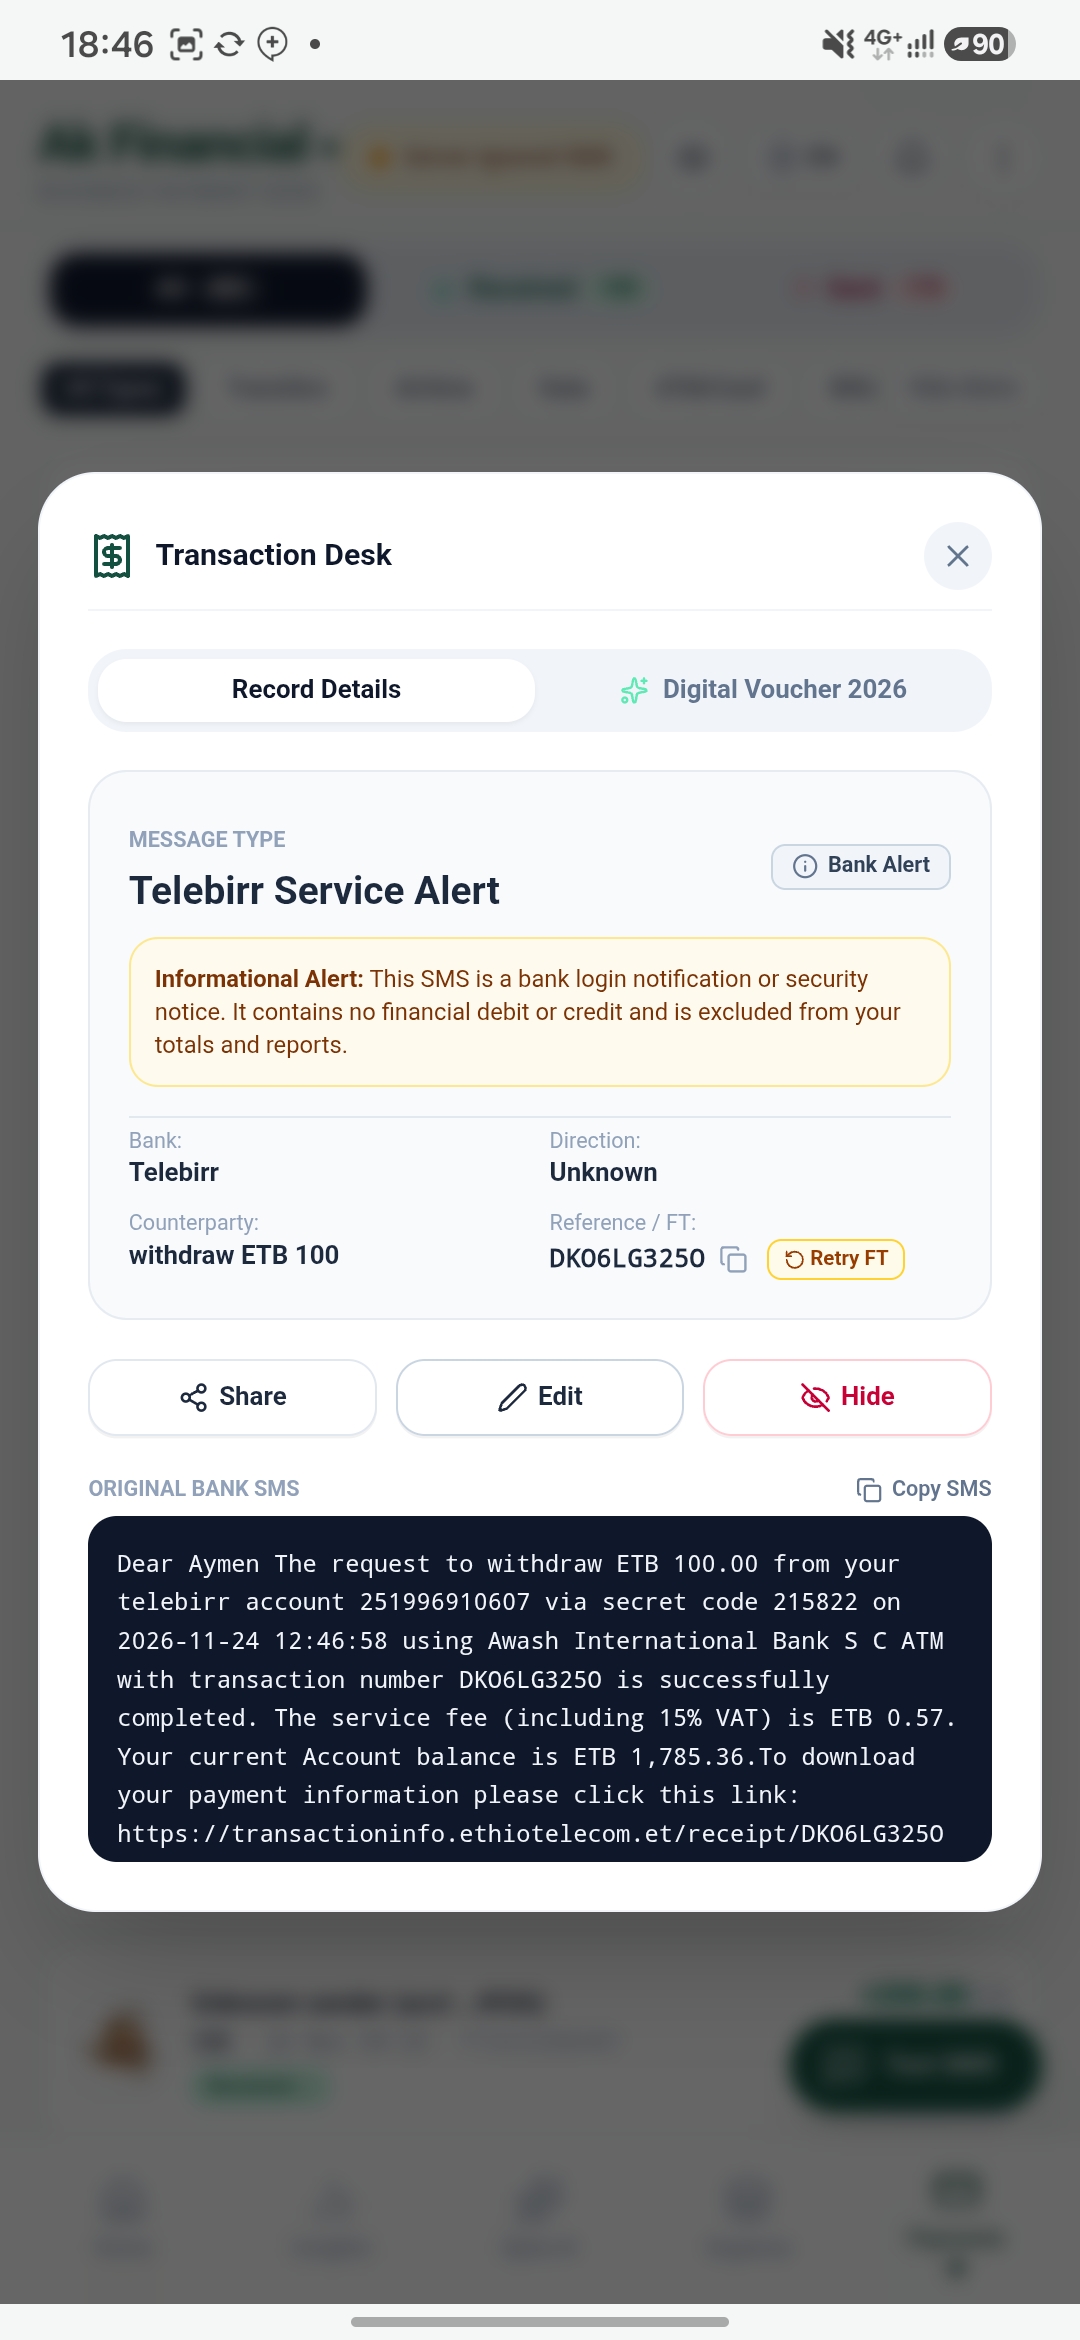 18:46
4G+
90
Ak Financial
Transaction Desk
Record Details
Digital Voucher 2026
MESSAGE TYPE
Telebirr Service Alert
Bank Alert
Informational Alert: This SMS is a bank login notification or security
notice. It contains no financial debit or credit and is excluded from your
totals and reports.
Bank:
Direction:
Telebirr
Unknown
Counterparty:
Reference / FT:
withdraw ETB 100
DKO6LG325O
Retry FT
Share
Edit
Hide
ORIGINAL BANK SMS
Copy SMS
Dear Aymen The request to withdraw ETB 100.00 from your
telebirr account 251996910607 via secret code 215822 on
2026-11-24 12:46:58 using Awash International Bank S C ATM
with transaction number DKO6LG325O is successfully
completed. The service fee (including 15% VAT) is ETB 0.57.
Your current Account balance is ETB 1,785.36.To download
your payment information please click this link:
https://transactioninfo.ethiotelecom.et/receipt/DKO6LG325O